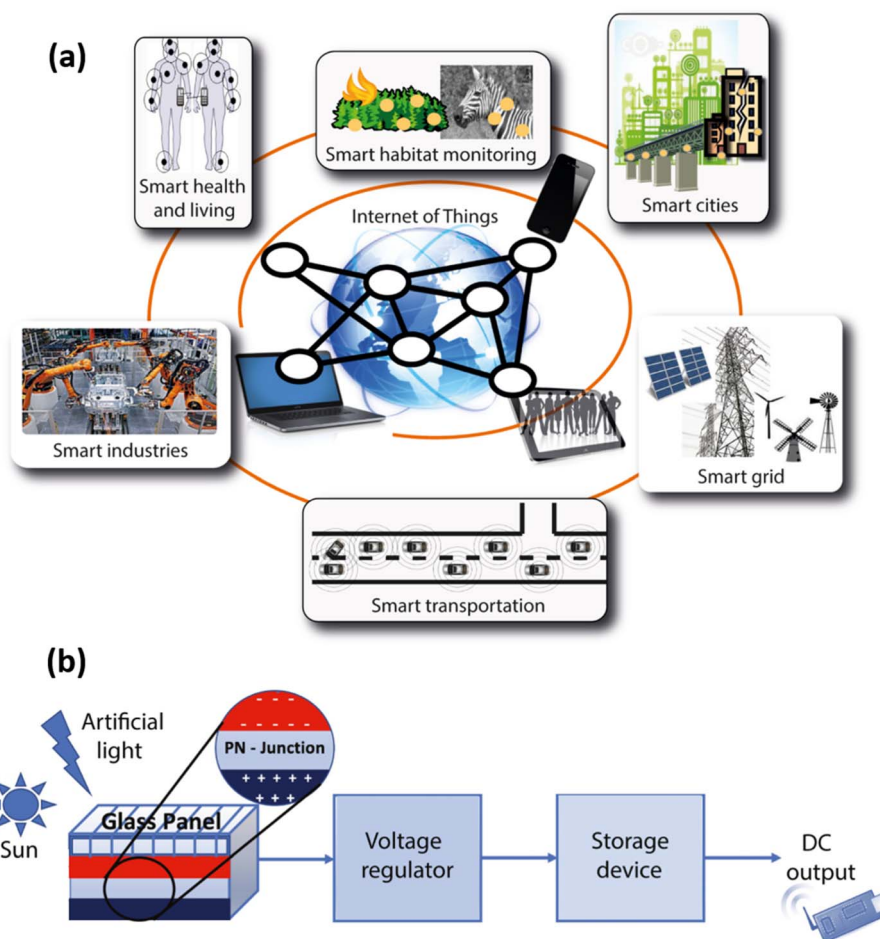 (a)
Smart health
and living
Smart habitat monitoring
Smart cities
Internet of Things
Smart industries
Smart grid
Smart transportation
(b)
Artificial
light
Sun
Glass Panel
- - - -
- - - - -
PN - Junction
+ + + + +
+ + + +
Voltage
regulator
Storage
device
DC
output